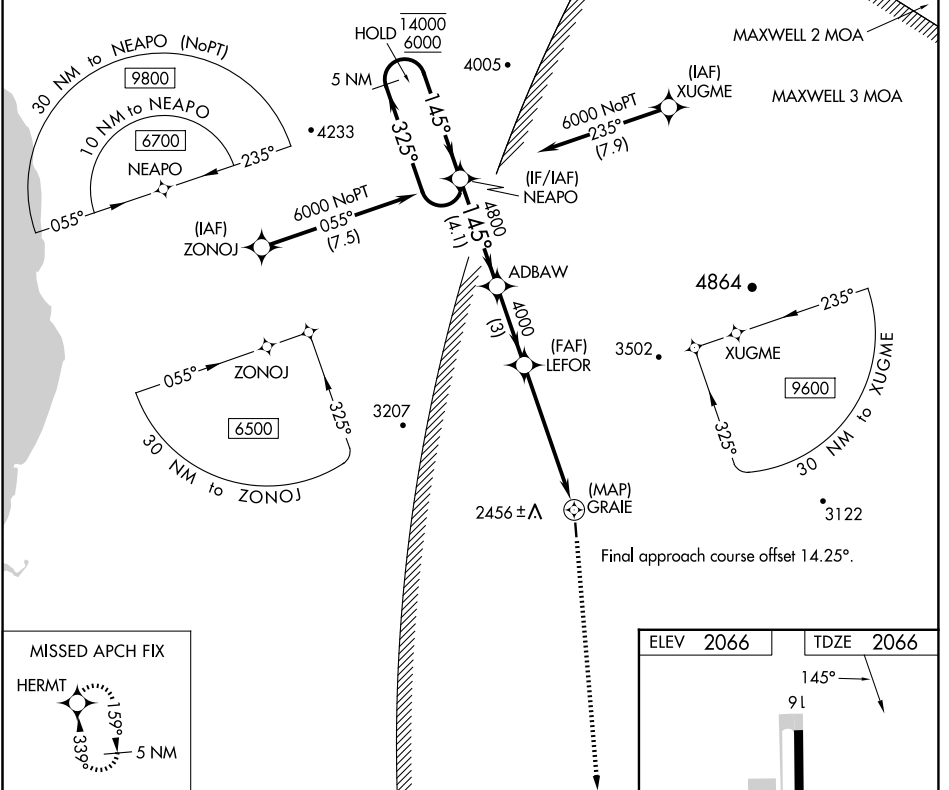 MAXWELL 2 MOA
MAXWELL 3 MOA
30 NM to NEAPO (NoPT)
9800
10 NM to NEAPO
6700
NEAPO
055°
235°
4233
HOLD
14000
6000
5 NM
145°
325°
4005
(IAF)
XUGME
6000 NoPT
235°
(7.9)
(IF/IAF)
NEAPO
(IAF)
ZONOJ
6000 NoPT
055°
(7.5)
4800
145°
(4.1)
ADBAW
4000
(3)
(FAF)
LEFOR
4864
3502
235°
XUGME
9600
325°
30 NM to XUGME
055°
ZONOJ
325°
6500
30 NM to ZONOJ
3207
2456 ±
(MAP)
GRAIE
3122
Final approach course offset 14.25°.
MISSED APCH FIX
HERMT
159°
339°
5 NM
ELEV 2066
TDZE 2066
145°
16